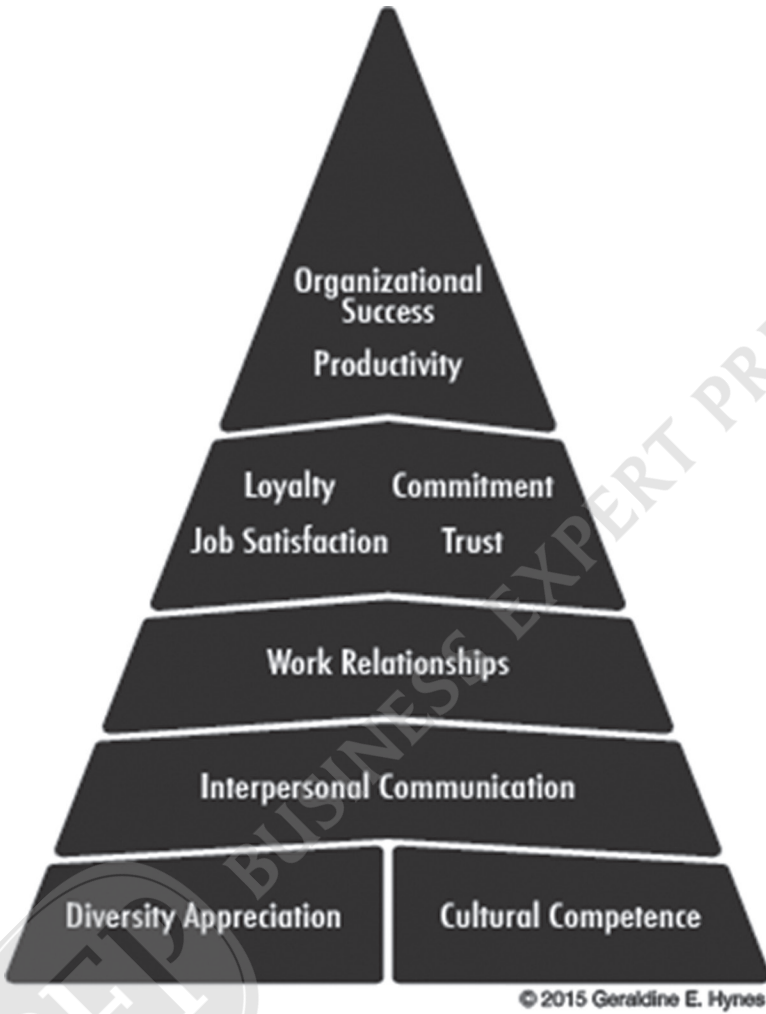 Organizational
Success
Productivity
Loyalty Commitment
Job Satisfaction Trust
Work Relationships
Interpersonal Communication
Diversity Appreciation Cultural Competence
© 2015 Geraldine E. Hynes
BUSINESS EXPERT